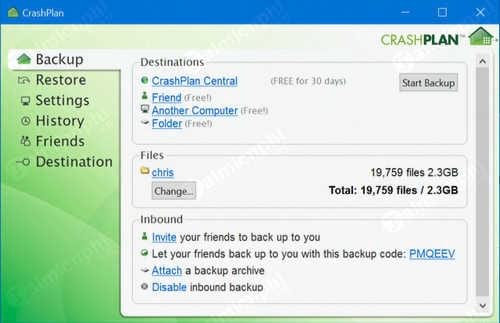 CrashPlan
CRASHPLAN™
Backup
Restore
Settings
History
Friends
Destination
Destinations
CrashPlan Central (FREE for 30 days)
Start Backup
Friend (Free!)
Another Computer (Free!)
Folder (Free!)
Files
chris 19,759 files 2.3GB
Change... Total: 19,759 files / 2.3GB
Inbound
Invite your friends to back up to you
Let your friends back up to you with this backup code: PMQEEV
Attach a backup archive
Disable inbound backup